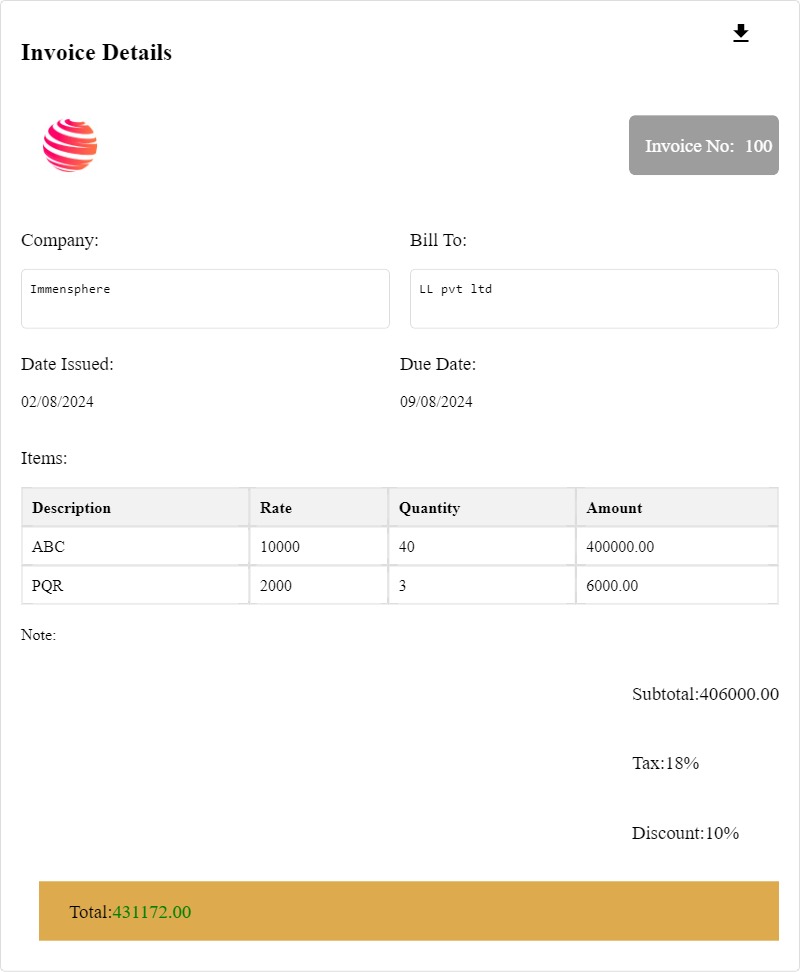 Invoice Details
Invoice No: 100
Company:
Bill To:
Immensphere
LL pvt ltd
Date Issued:
Due Date:
02/08/2024
09/08/2024
Items:
Description Rate Quantity Amount
ABC 10000 40 400000.00
PQR 2000 3 6000.00
Note:
Subtotal:406000.00
Tax:18%
Discount:10%
Total:431172.00